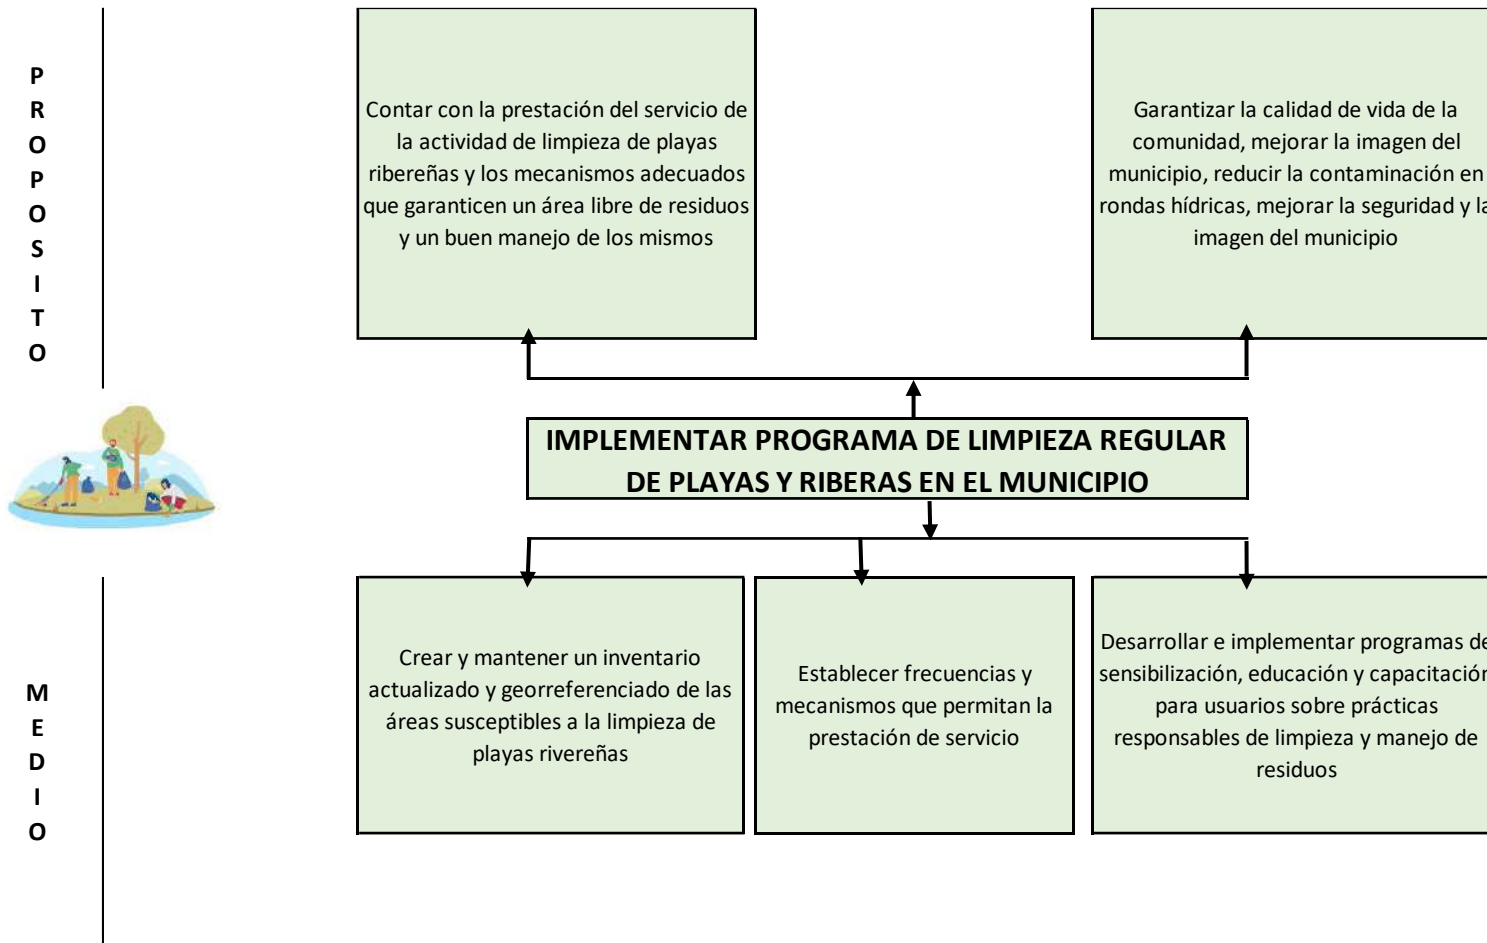 PROPOSITO
Contar con la prestación del servicio de
la actividad de limpieza de playas
ribereñas y los mecanismos adecuados
que garanticen un área libre de residuos
y un buen manejo de los mismos
Garantizar la calidad de vida de la
comunidad, mejorar la imagen del
municipio, reducir la contaminación en
rondas hídricas, mejorar la seguridad y la
imagen del municipio
IMPLEMENTAR PROGRAMA DE LIMPIEZA REGULAR
DE PLAYAS Y RIBERAS EN EL MUNICIPIO
MEDIO
Crear y mantener un inventario
actualizado y georreferenciado de las
áreas susceptibles a la limpieza de
playas rivereñas
Establecer frecuencias y
mecanismos que permitan la
prestación de servicio
Desarrollar e implementar programas de
sensibilización, educación y capacitación
para usuarios sobre prácticas
responsables de limpieza y manejo de
residuos